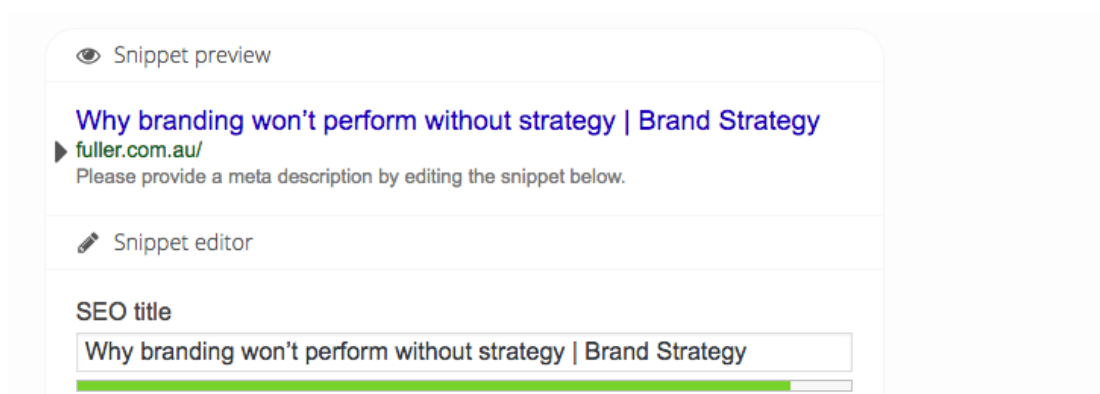 Snippet preview
Why branding won’t perform without strategy | Brand Strategy
fuller.com.au/
Please provide a meta description by editing the snippet below.
Snippet editor
SEO title
Why branding won’t perform without strategy | Brand Strategy